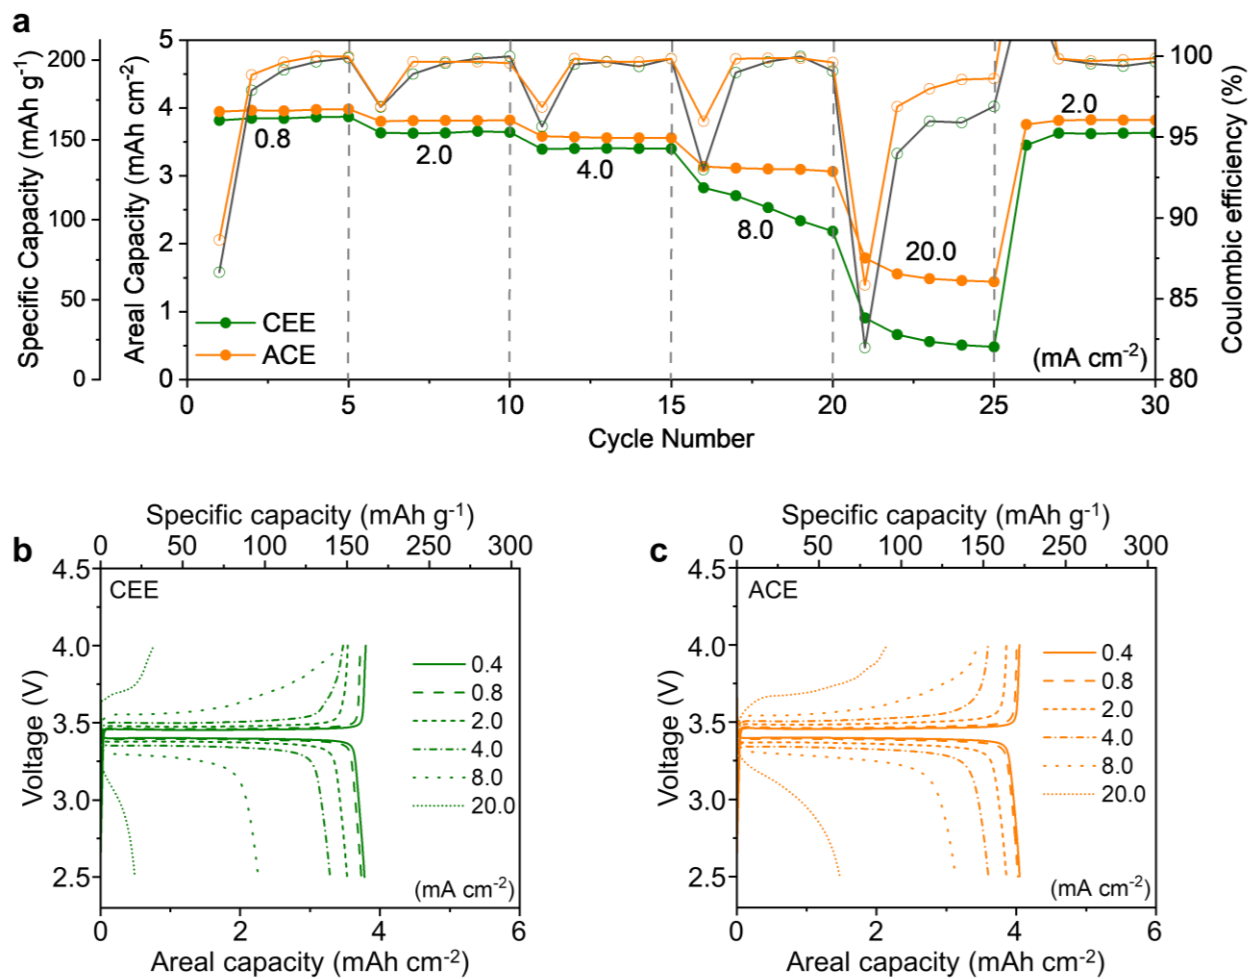 a
Specific Capacity (mAh g⁻¹)
200
150
100
50
0
Areal Capacity (mAh cm⁻²)
5
4
3
2
1
0
0.8
2.0
4.0
8.0
20.0
2.0
CEE
ACE
(mA cm⁻²)
100
95
90
85
80
Coulombic efficiency (%)
0 5 10 15 20 25 30
Cycle Number
b
Specific capacity (mAh g⁻¹)
0 50 100 150 200 250 300
4.5
4.0
3.5
3.0
2.5
Voltage (V)
CEE
0.4
0.8
2.0
4.0
8.0
20.0
(mA cm⁻²)
0 2 4 6
Areal capacity (mAh cm⁻²)
c
Specific capacity (mAh g⁻¹)
0 50 100 150 200 250 300
4.5
4.0
3.5
3.0
2.5
Voltage (V)
ACE
0.4
0.8
2.0
4.0
8.0
20.0
(mA cm⁻²)
0 2 4 6
Areal capacity (mAh cm⁻²)